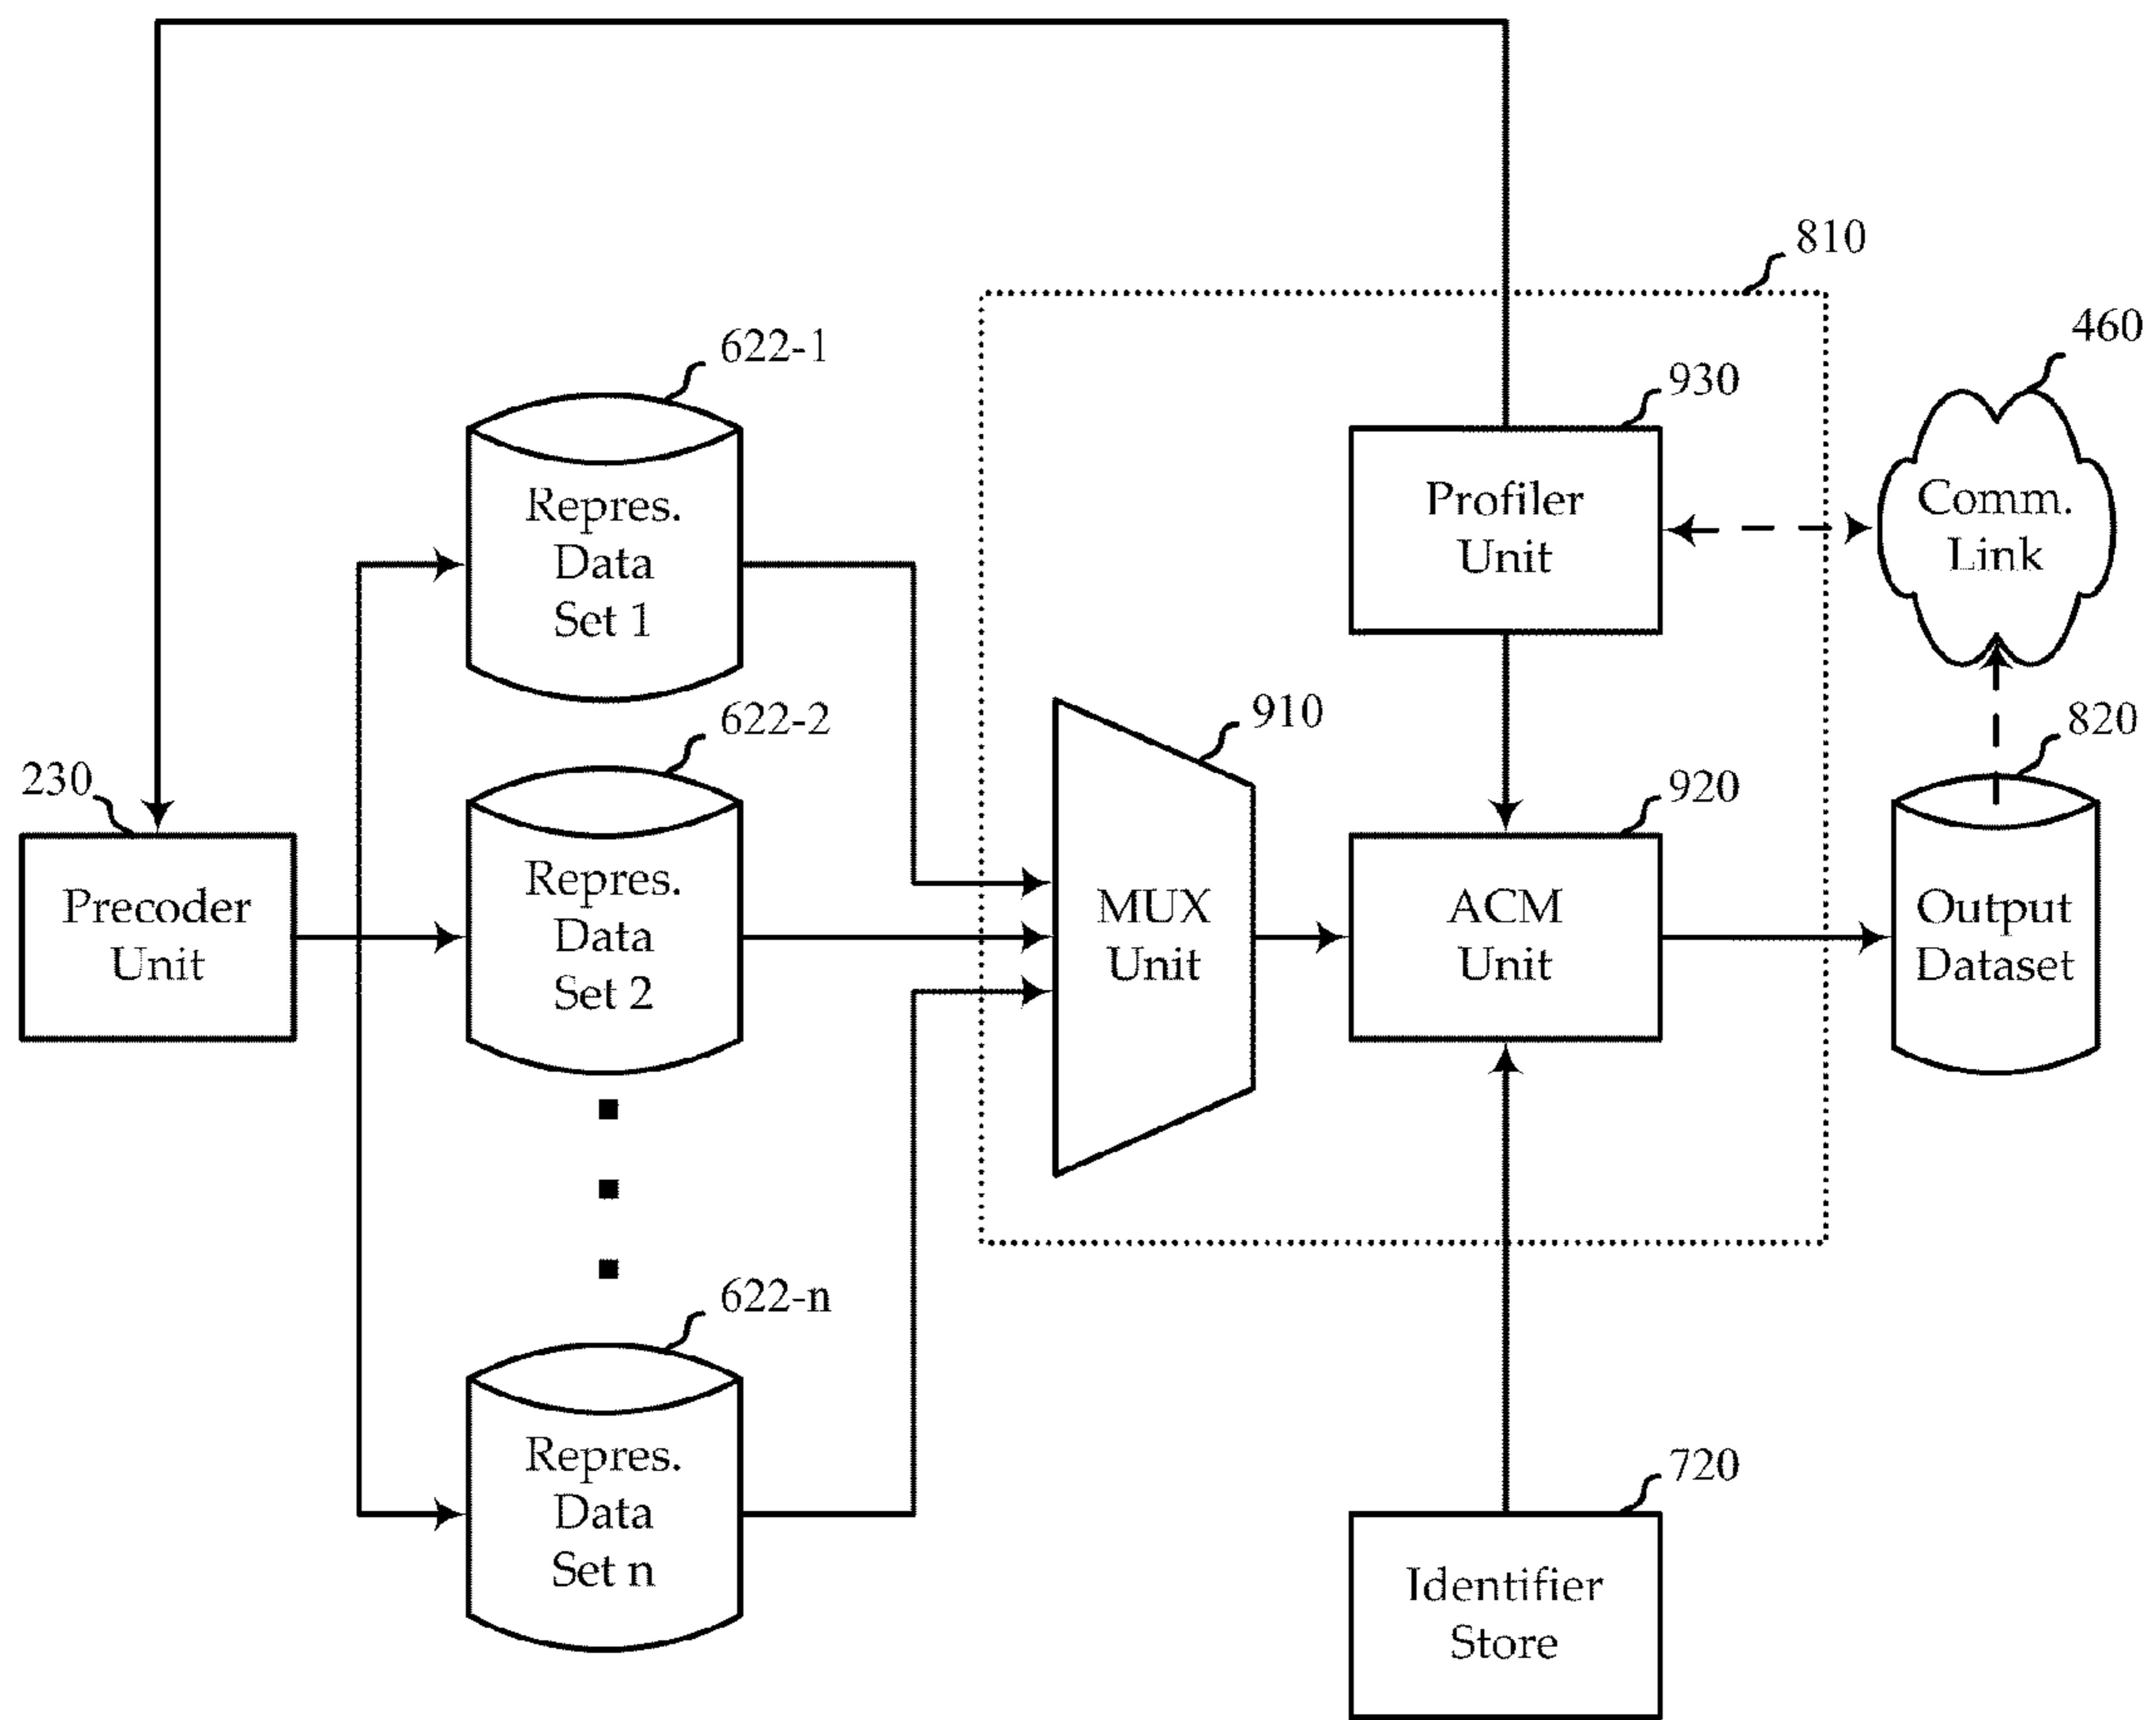 810
460
622-1
930
Repres.
Data
Set 1
Profiler
Unit
Comm.
Link
622-2
910
820
230
920
Precoder
Unit
Repres.
Data
Set 2
MUX
Unit
ACM
Unit
Output
Dataset
622-n
Repres.
Data
Set n
720
Identifier
Store